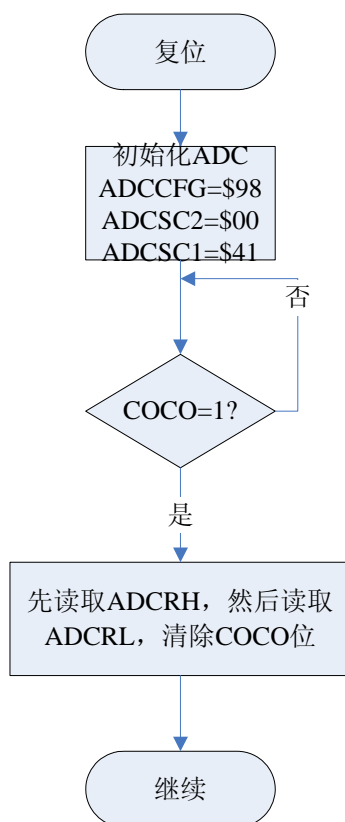 复位
初始化ADC
ADCCFG=$98
ADCSC2=$00
ADCSC1=$41
否
COCO=1?
是
先读取ADCRH，然后读取
ADCRL，清除COCO位
继续